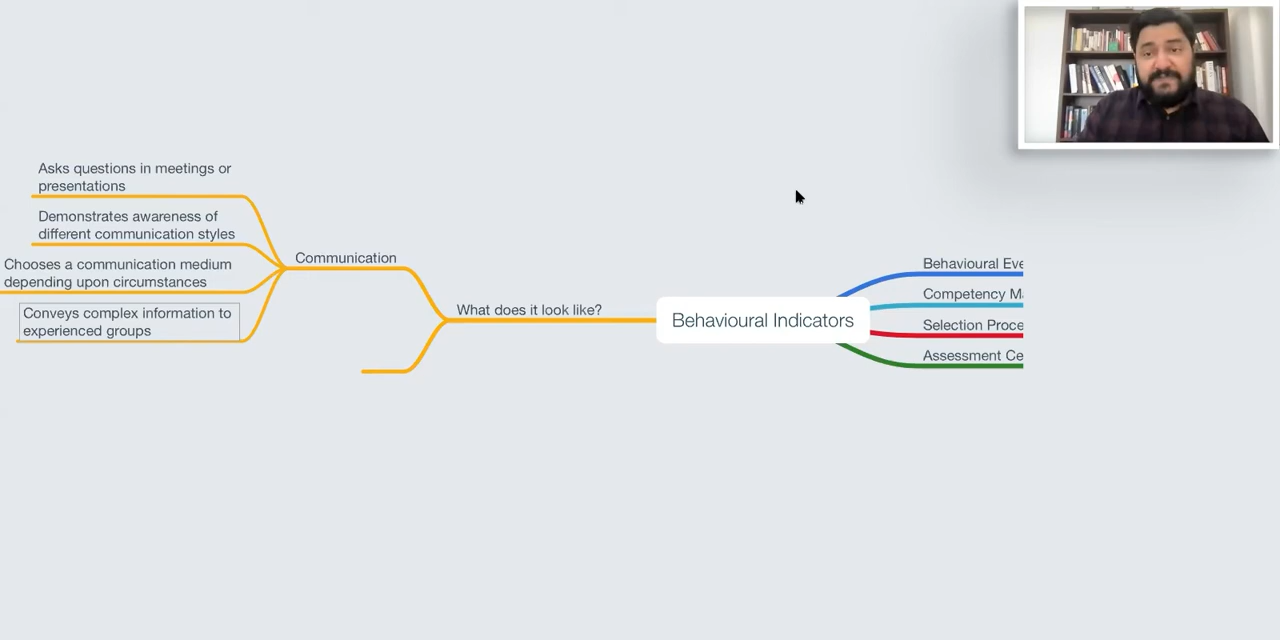 Asks questions in meetings or
presentations
Demonstrates awareness of
different communication styles
Chooses a communication medium
depending upon circumstances
Conveys complex information to
experienced groups
Communication
What does it look like?
Behavioural Indicators
Behavioural Eve
Competency M
Selection Proce
Assessment Ce